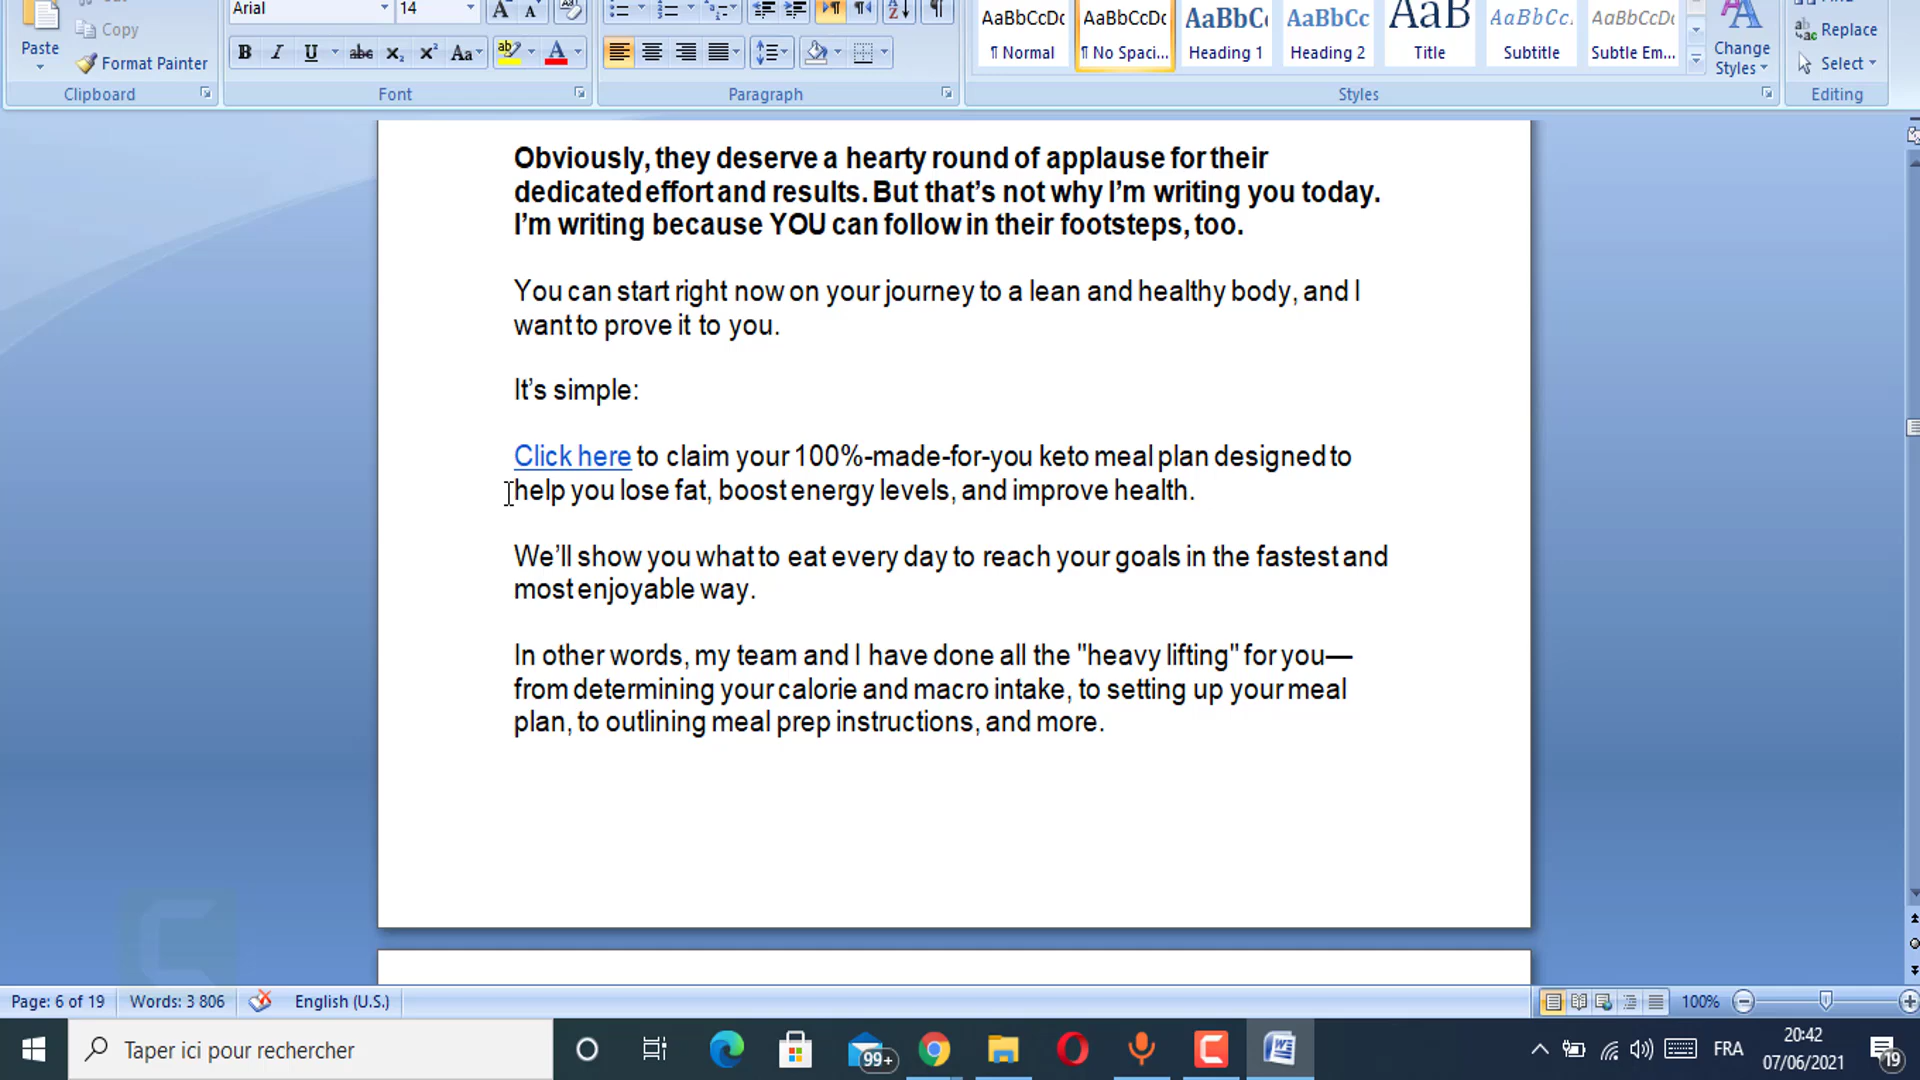 Paste
Copy
Format Painter
Clipboard
Arial
14
B I U abc X₂ X² Aa
ab A
Font
Paragraph
AaBbCcDc
¶ Normal
AaBbCcDc
¶ No Spaci...
AaBbC
Heading 1
AaBbCc
Heading 2
AaB
Title
AaBbCc.
Subtitle
AaBbCcDc
Subtle Em...
Styles
Change
Styles
Replace
Select
Editing
Obviously, they deserve a hearty round of applause for their
dedicated effort and results. But that’s not why I’m writing you today.
I’m writing because YOU can follow in their footsteps, too.
You can start right now on your journey to a lean and healthy body, and I
want to prove it to you.
It’s simple:
Click here to claim your 100%-made-for-you keto meal plan designed to
help you lose fat, boost energy levels, and improve health.
We’ll show you what to eat every day to reach your goals in the fastest and
most enjoyable way.
In other words, my team and I have done all the "heavy lifting" for you—
from determining your calorie and macro intake, to setting up your meal
plan, to outlining meal prep instructions, and more.
Page: 6 of 19
Words: 3 806
English (U.S.)
100%
Taper ici pour rechercher
99+
FRA
20:42
07/06/2021
19